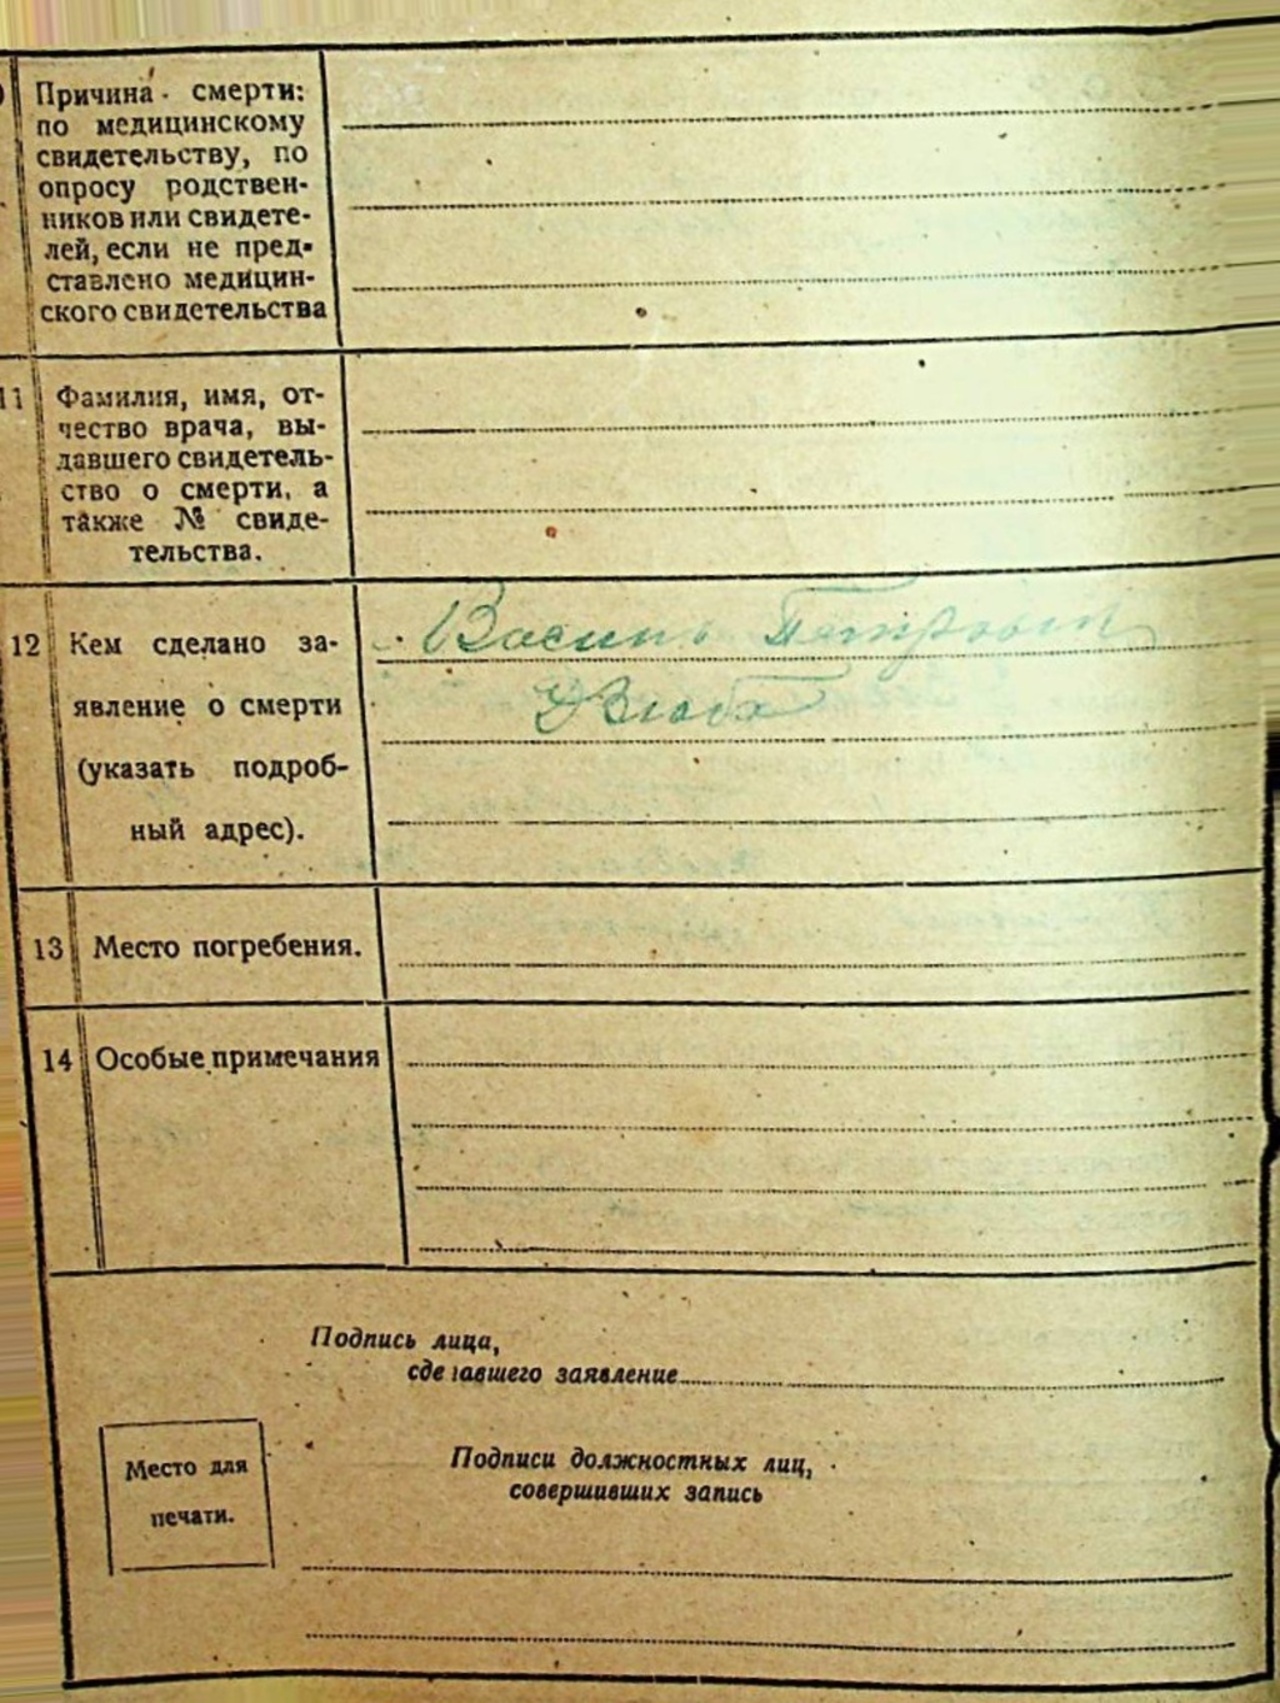 Причина смерти:
по медицинскому
свидетельству, по
опросу родствен-
ников или свидете-
лей, если не пред-
ставлено медицин-
ского свидетельства
11 Фамилия, имя, от-
чество врача, вы-
давшего свидетель-
ство о смерти, а
также № свиде-
тельства.
12 Кем сделано за-
явление о смерти
(указать подроб-
ный адрес).
13 Место погребения.
14 Особые примечания
Подпись лица,
сделавшего заявление
Место для
печати.
Подписи должностных лиц,
совершивших запись